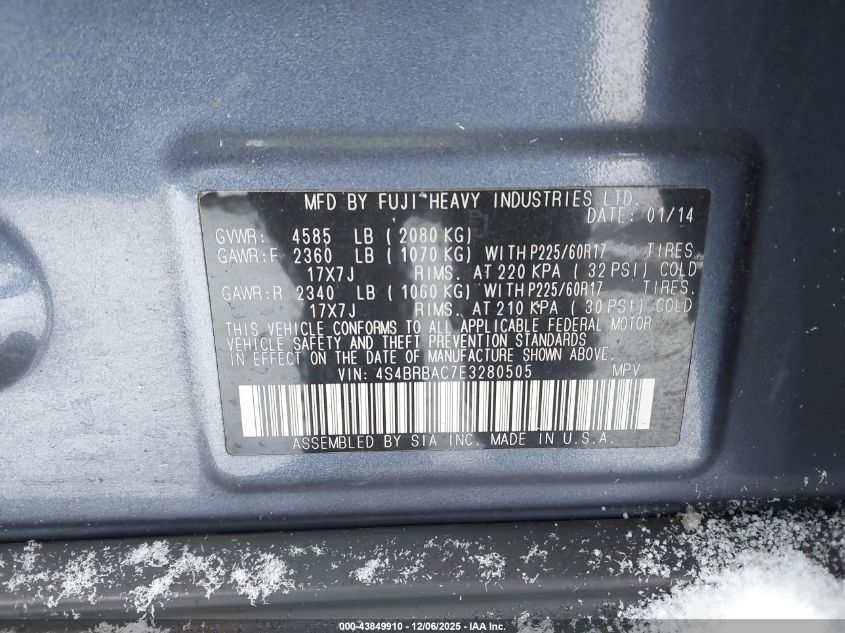 MFD BY FUJI HEAVY INDUSTRIES LTD.
DATE: 01/14
GVWR: 4585 LB (2080 KG)
GAWR:F 2360 LB (1070 KG) WITH P225/60R17 TIRES.
17X7J RIMS. AT 220 KPA (32 PSI) COLD
GAWR:R 2340 LB (1060 KG) WITH P225/60R17 TIRES.
17X7J RIMS. AT 210 KPA (30 PSI) COLD
THIS VEHICLE CONFORMS TO ALL APPLICABLE FEDERAL MOTOR
VEHICLE SAFETY AND THEFT PREVENTION STANDARDS
IN EFFECT ON THE DATE OF MANUFACTURE SHOWN ABOVE.
VIN: 4S4BRBAC7E3280505 MPV
ASSEMBLED BY SIA INC. MADE IN U.S.A.
000-43849910 - 12/06/2025 - IAA Inc.